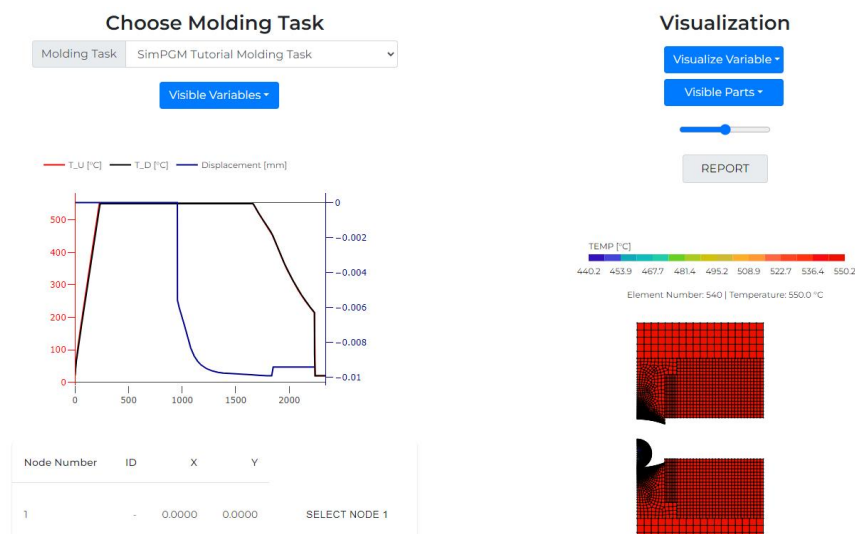 Choose Molding Task
Molding Task SimPGM Tutorial Molding Task
Visible Variables
T_U [°C] T_D [°C] Displacement [mm]
500
400
300
200
100
0
0
−0.002
−0.004
−0.006
−0.008
−0.01
0 500 1000 1500 2000
Node Number ID X Y
1 - 0.0000 0.0000 SELECT NODE 1
Visualization
Visualize Variable
Visible Parts
REPORT
TEMP [°C]
440.2 453.9 467.7 481.4 495.2 508.9 522.7 536.4 550.2
Element Number: 540 | Temperature: 550.0 °C